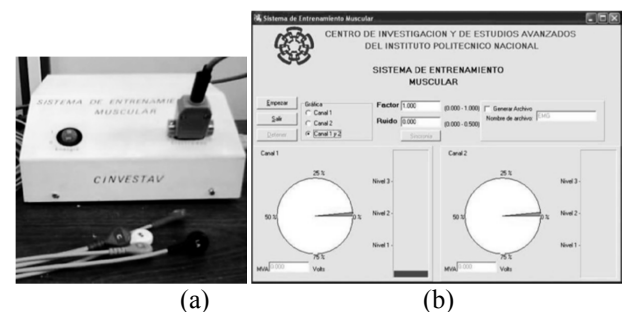 SISTEMA DE ENTRENAMIE
MUSCULAR
CINVESTAV
(a)
Sistema de Entrenamiento Muscular
CENTRO DE INVESTIGACION Y DE ESTUDIOS AVANZADOS
DEL INSTITUTO POLITECNICO NACIONAL
SISTEMA DE ENTRENAMIENTO
MUSCULAR
Empezar
Salir
Detener
Gráfica
Canal 1
Canal 2
Canal 1 y 2
Factor 1.000 (0.000 - 1.000)
Ruido 0.000 (0.000 - 0.500)
Generar Archivo
Nombre de archivo EMG
Canal 1
25 %
50 %
0 %
75 %
Nivel 3
Nivel 2
Nivel 1
MVA 0.000 Volts
Canal 2
25 %
50 %
0 %
75 %
Nivel 3
Nivel 2
Nivel 1
MVA 0.000 Volts
(b)